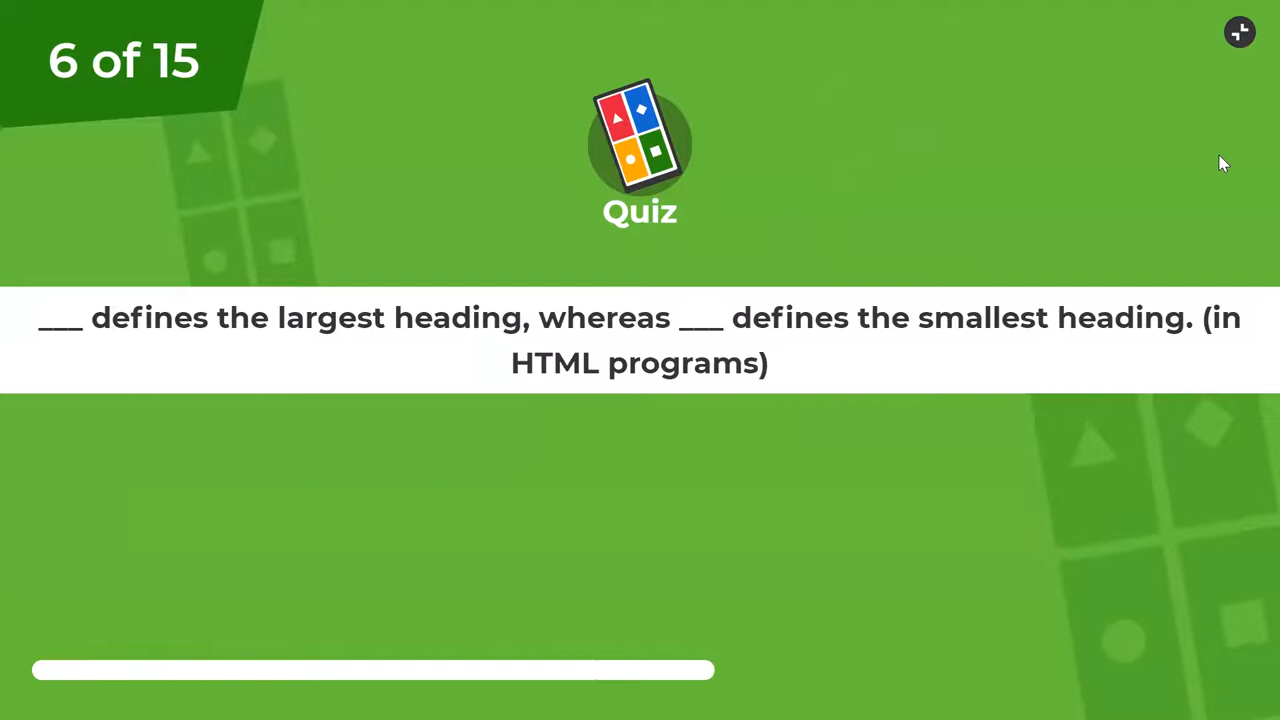 6 of 15
Quiz
___ defines the largest heading, whereas ___ defines the smallest heading. (in
HTML programs)